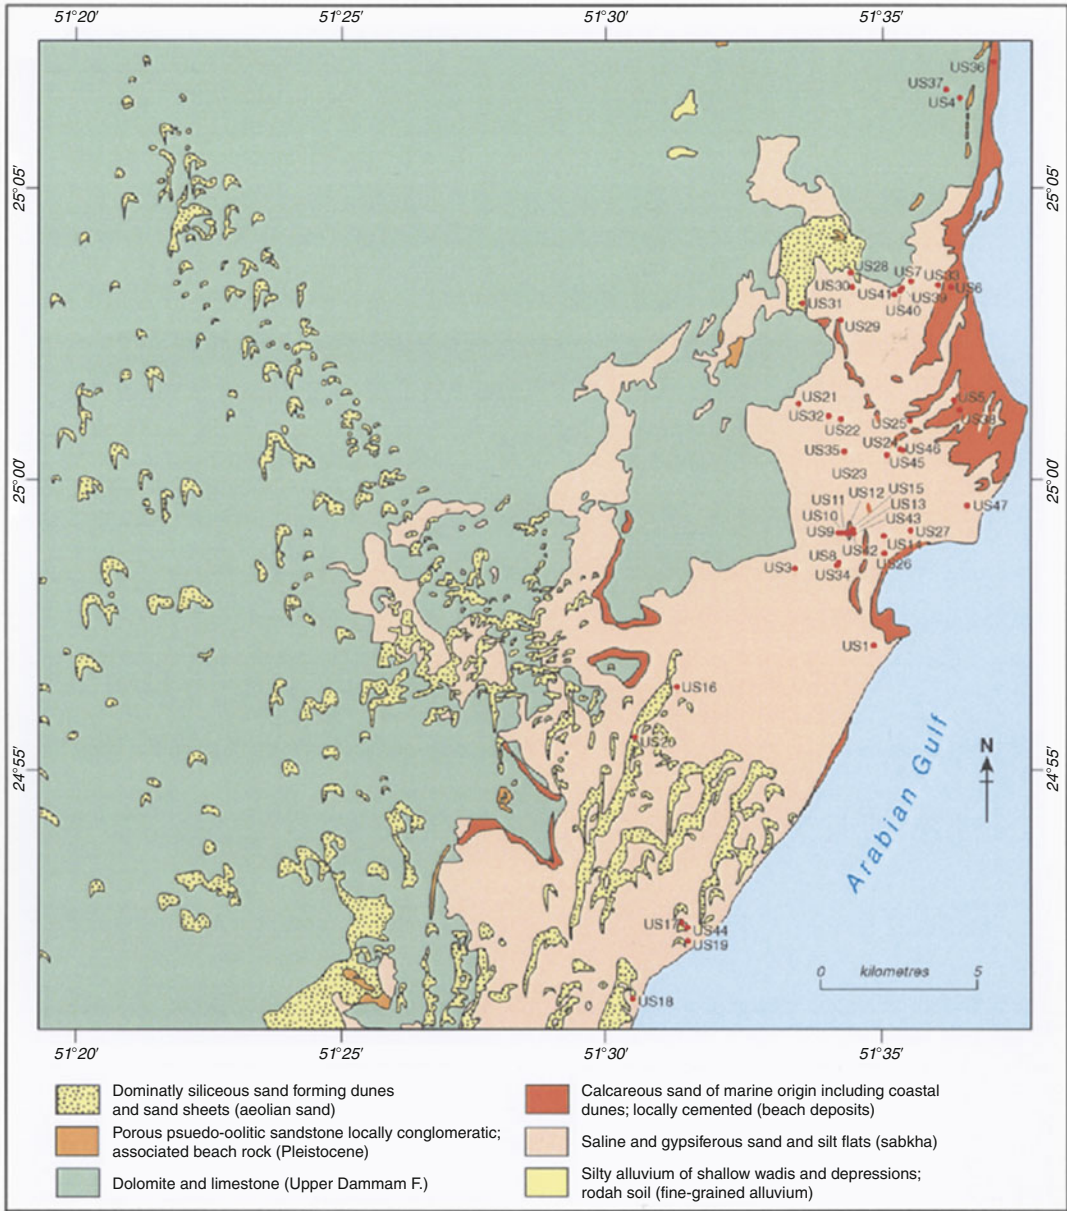 51°20′
51°25′
51°30′
51°35′
25°05′
25°05′
25°00′
25°00′
24°55′
24°55′
US36
US37
US4
US28
US7
US33
US30
US41
US39
US6
US40
US31
US29
US21
US5
US32
US22
US25
US38
US24
US46
US35
US45
US23
US11
US12
US15
US10
US13
US47
US9
US43
US27
US42
US14
US8
US26
US3
US34
US1
US16
US20
US17
US44
US19
US18
Arabian Gulf
N
0 kilometres 5
51°20′
51°25′
51°30′
51°35′
Dominatly siliceous sand forming dunes
and sand sheets (aeolian sand)
Porous psuedo-oolitic sandstone locally conglomeratic;
associated beach rock (Pleistocene)
Dolomite and limestone (Upper Dammam F.)
Calcareous sand of marine origin including coastal
dunes; locally cemented (beach deposits)
Saline and gypsiferous sand and silt flats (sabkha)
Silty alluvium of shallow wadis and depressions;
rodah soil (fine-grained alluvium)